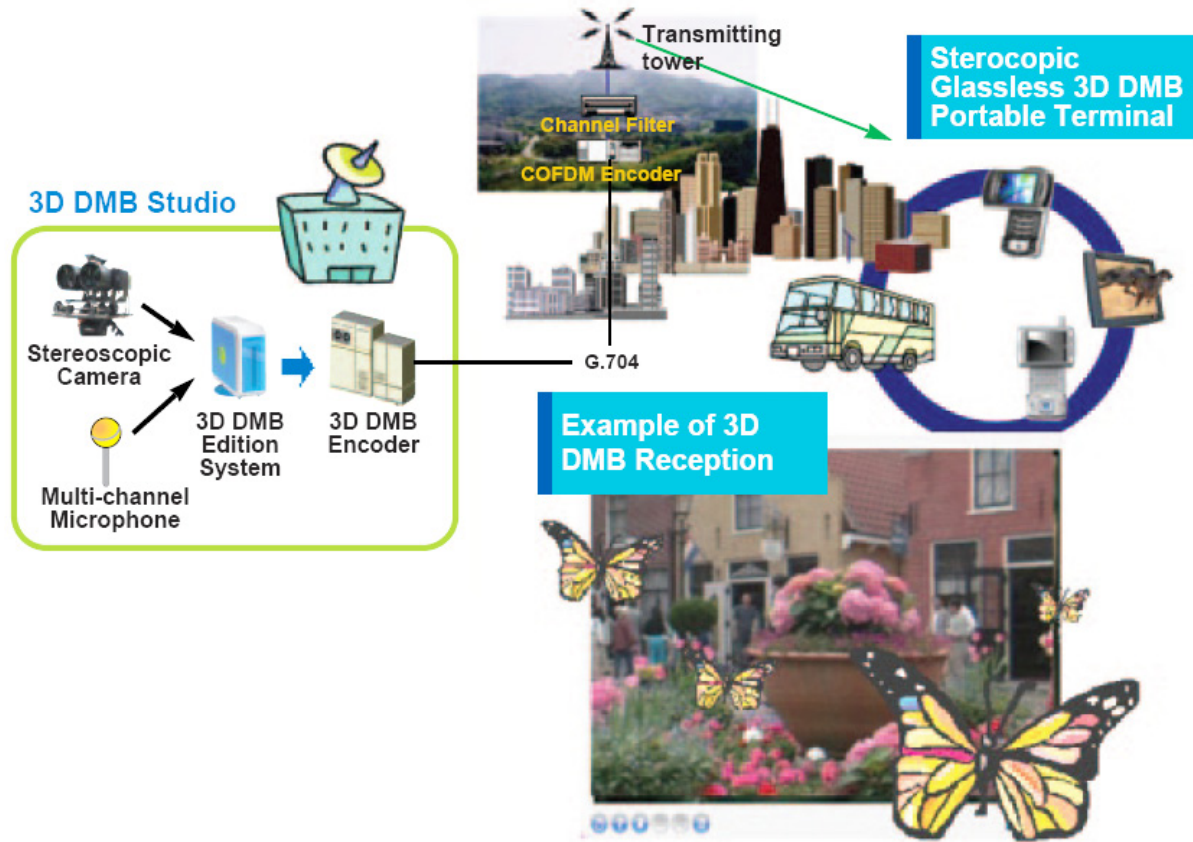 Transmitting
tower
Channel Filter
COFDM Encoder
Sterocopic
Glassless 3D DMB
Portable Terminal
3D DMB Studio
Stereoscopic
Camera
3D DMB
Edition
System
3D DMB
Encoder
Multi-channel
Microphone
G.704
Example of 3D
DMB Reception